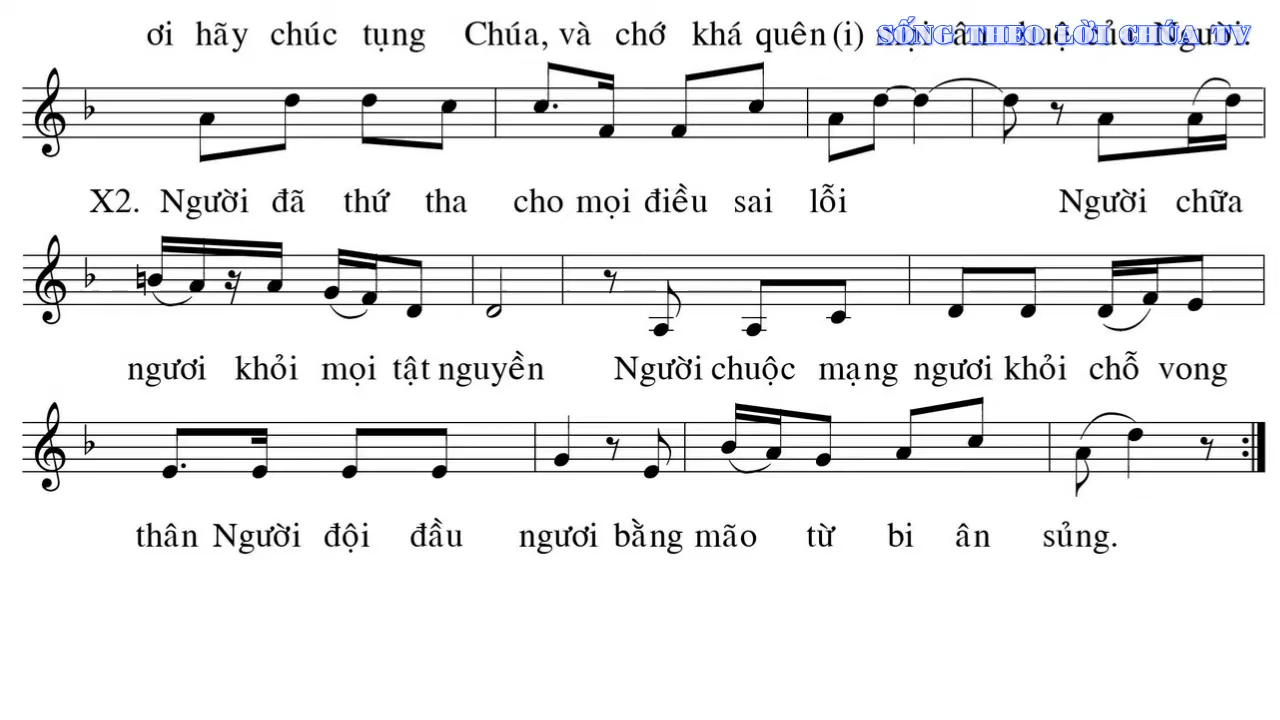 ơi hãy chúc tụng Chúa, và chớ khá quên (i) Người.
SỐNG THEO LỜI CHÚA TV
X2. Người đã thứ tha cho mọi điều sai lỗi Người chữa
ngươi khỏi mọi tật nguyền Người chuộc mạng ngươi khỏi chỗ vong
thân Người đội đầu ngươi bằng mão từ bi ân sủng.